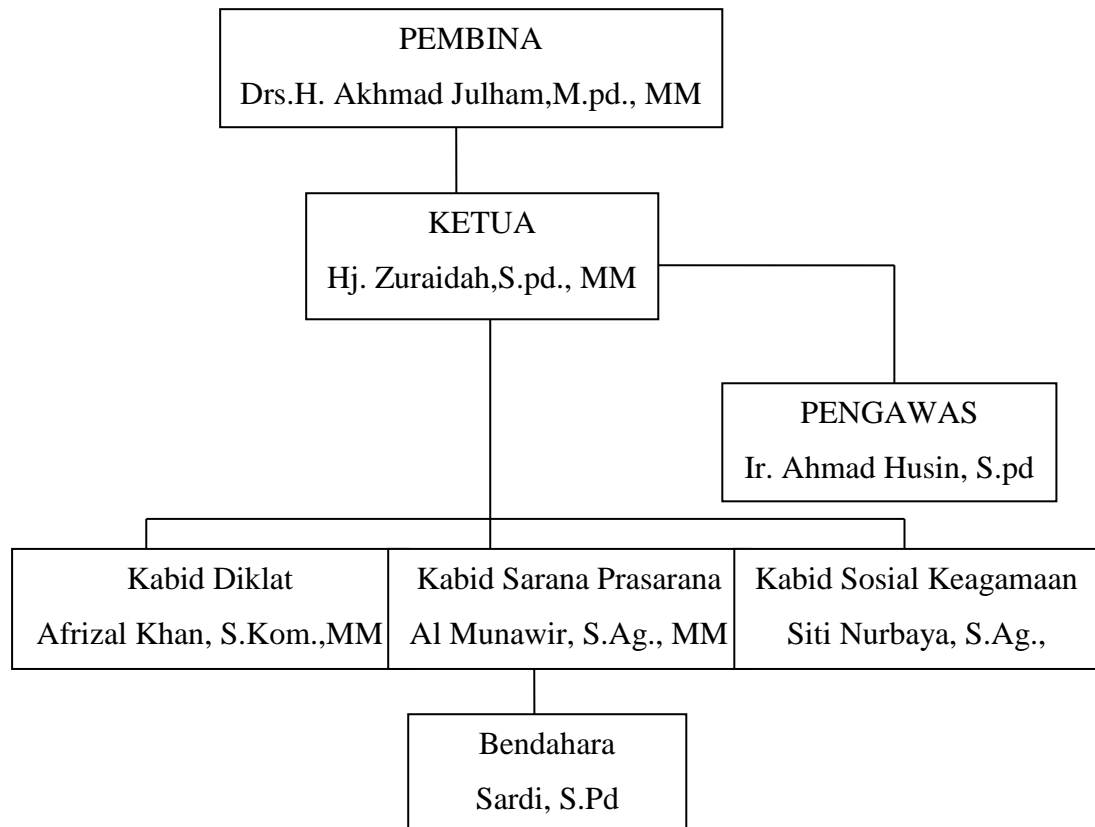 PEMBINA
Drs.H. Akhmad Julham,M.pd., MM
KETUA
Hj. Zuraidah,S.pd., MM
PENGAWAS
Ir. Ahmad Husin, S.pd
Kabid Diklat
Afrizal Khan, S.Kom.,MM
Kabid Sarana Prasarana
Al Munawir, S.Ag., MM
Kabid Sosial Keagamaan
Siti Nurbaya, S.Ag.,
Bendahara
Sardi, S.Pd